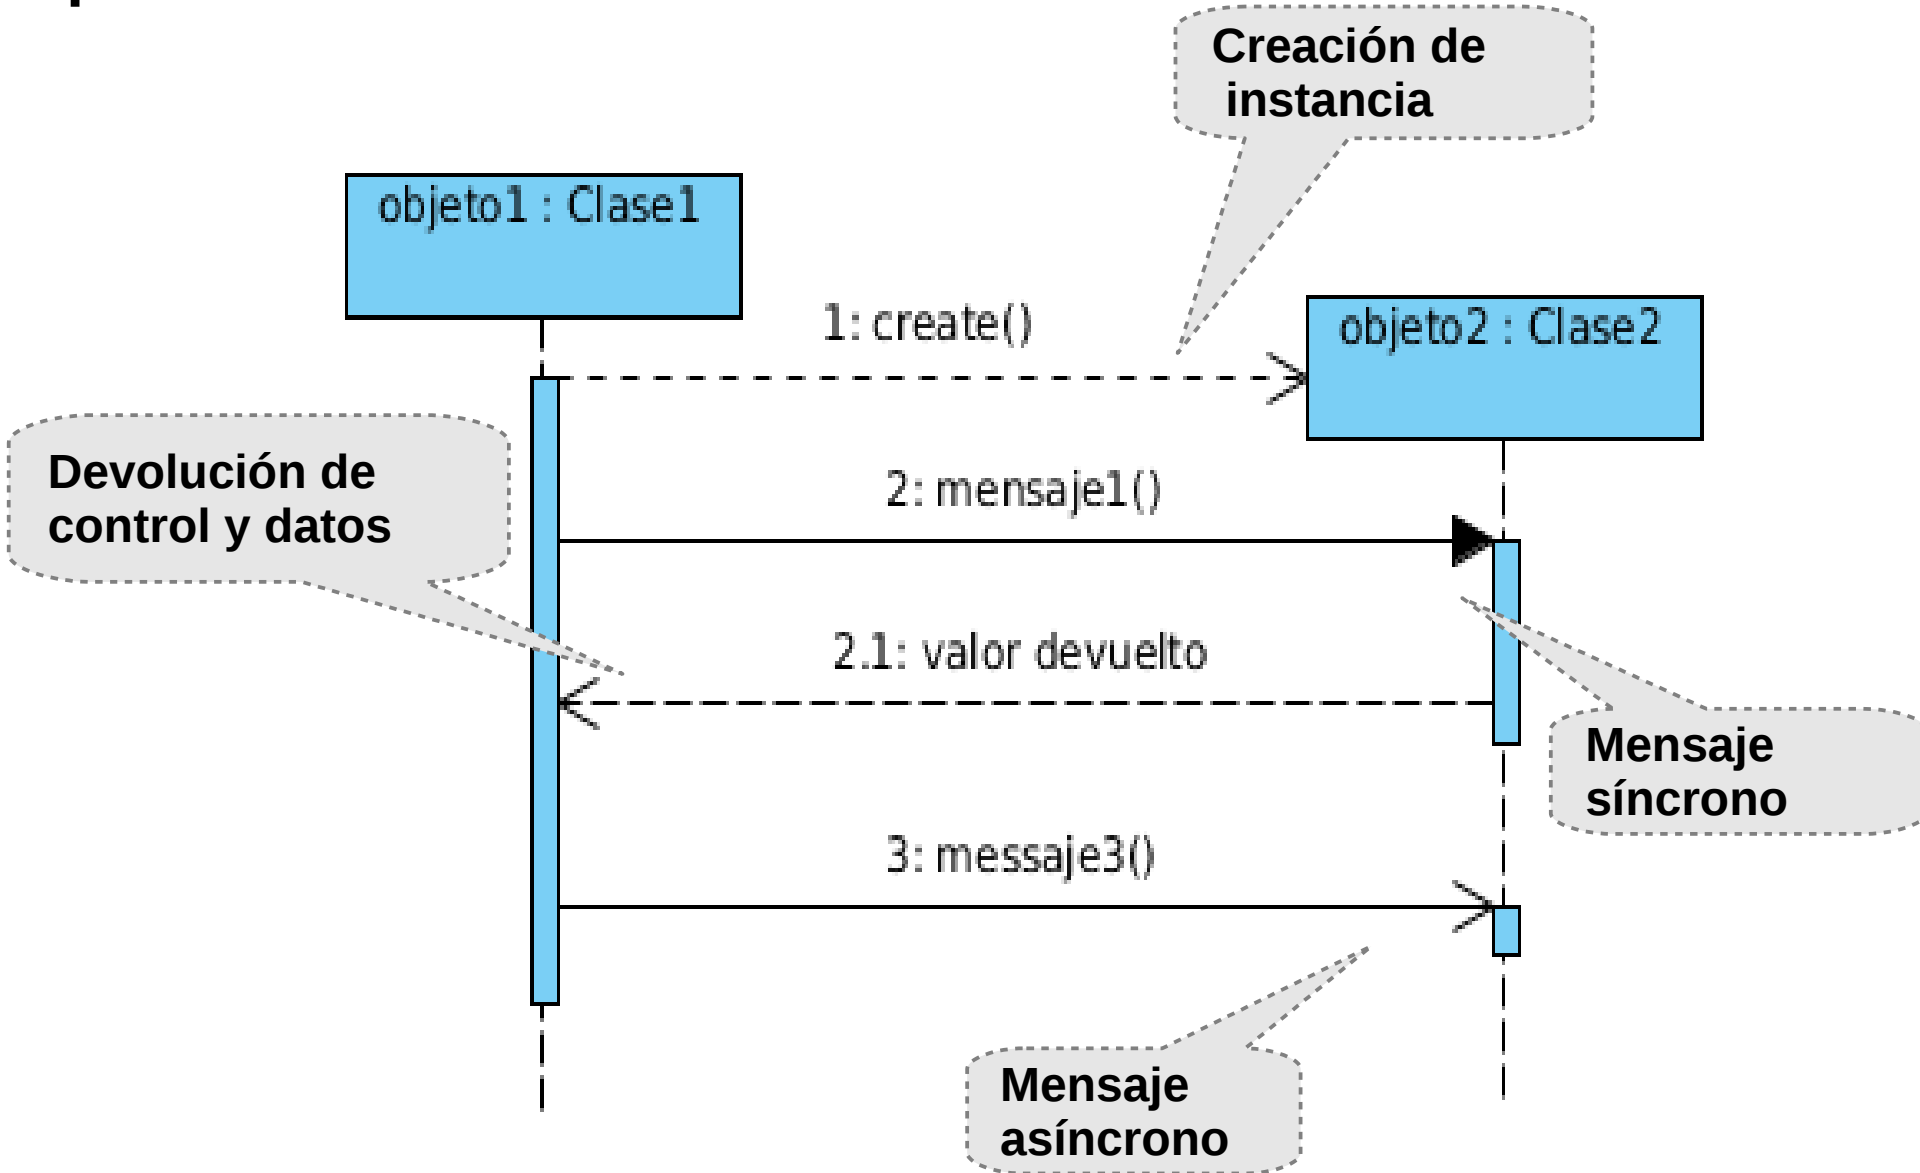 Creación de
instancia
objeto1 : Clase1
1: create()
objeto2 : Clase2
Devolución de
control y datos
2: mensaje1()
2.1: valor devuelto
Mensaje
síncrono
3: messaje3()
Mensaje
asíncrono